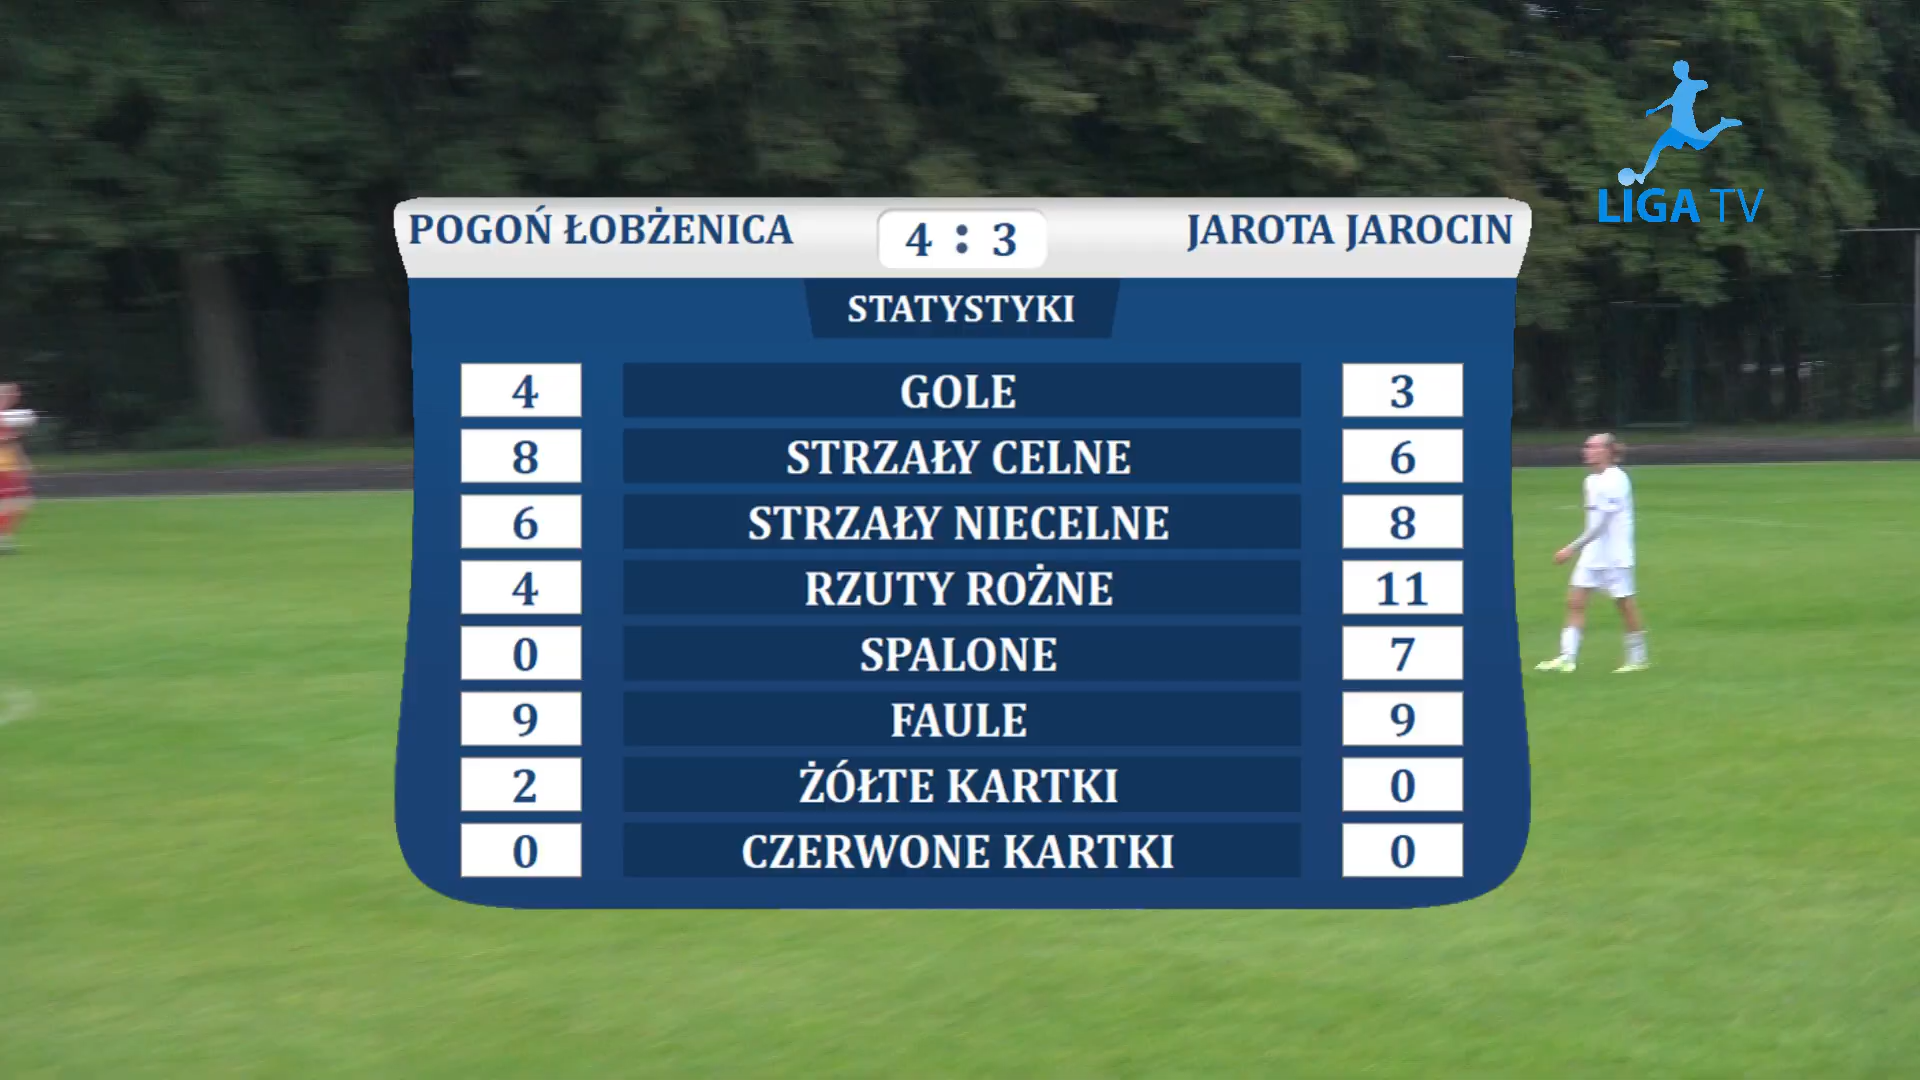 LIGA TV
POGOŃ ŁOBŻENICA 4 : 3 JAROTA JAROCIN
STATYSTYKI
4 GOLE 3
8 STRZAŁY CELNE 6
6 STRZAŁY NIECELNE 8
4 RZUTY ROŻNE 11
0 SPALONE 7
9 FAULE 9
2 ŻÓŁTE KARTKI 0
0 CZERWONE KARTKI 0